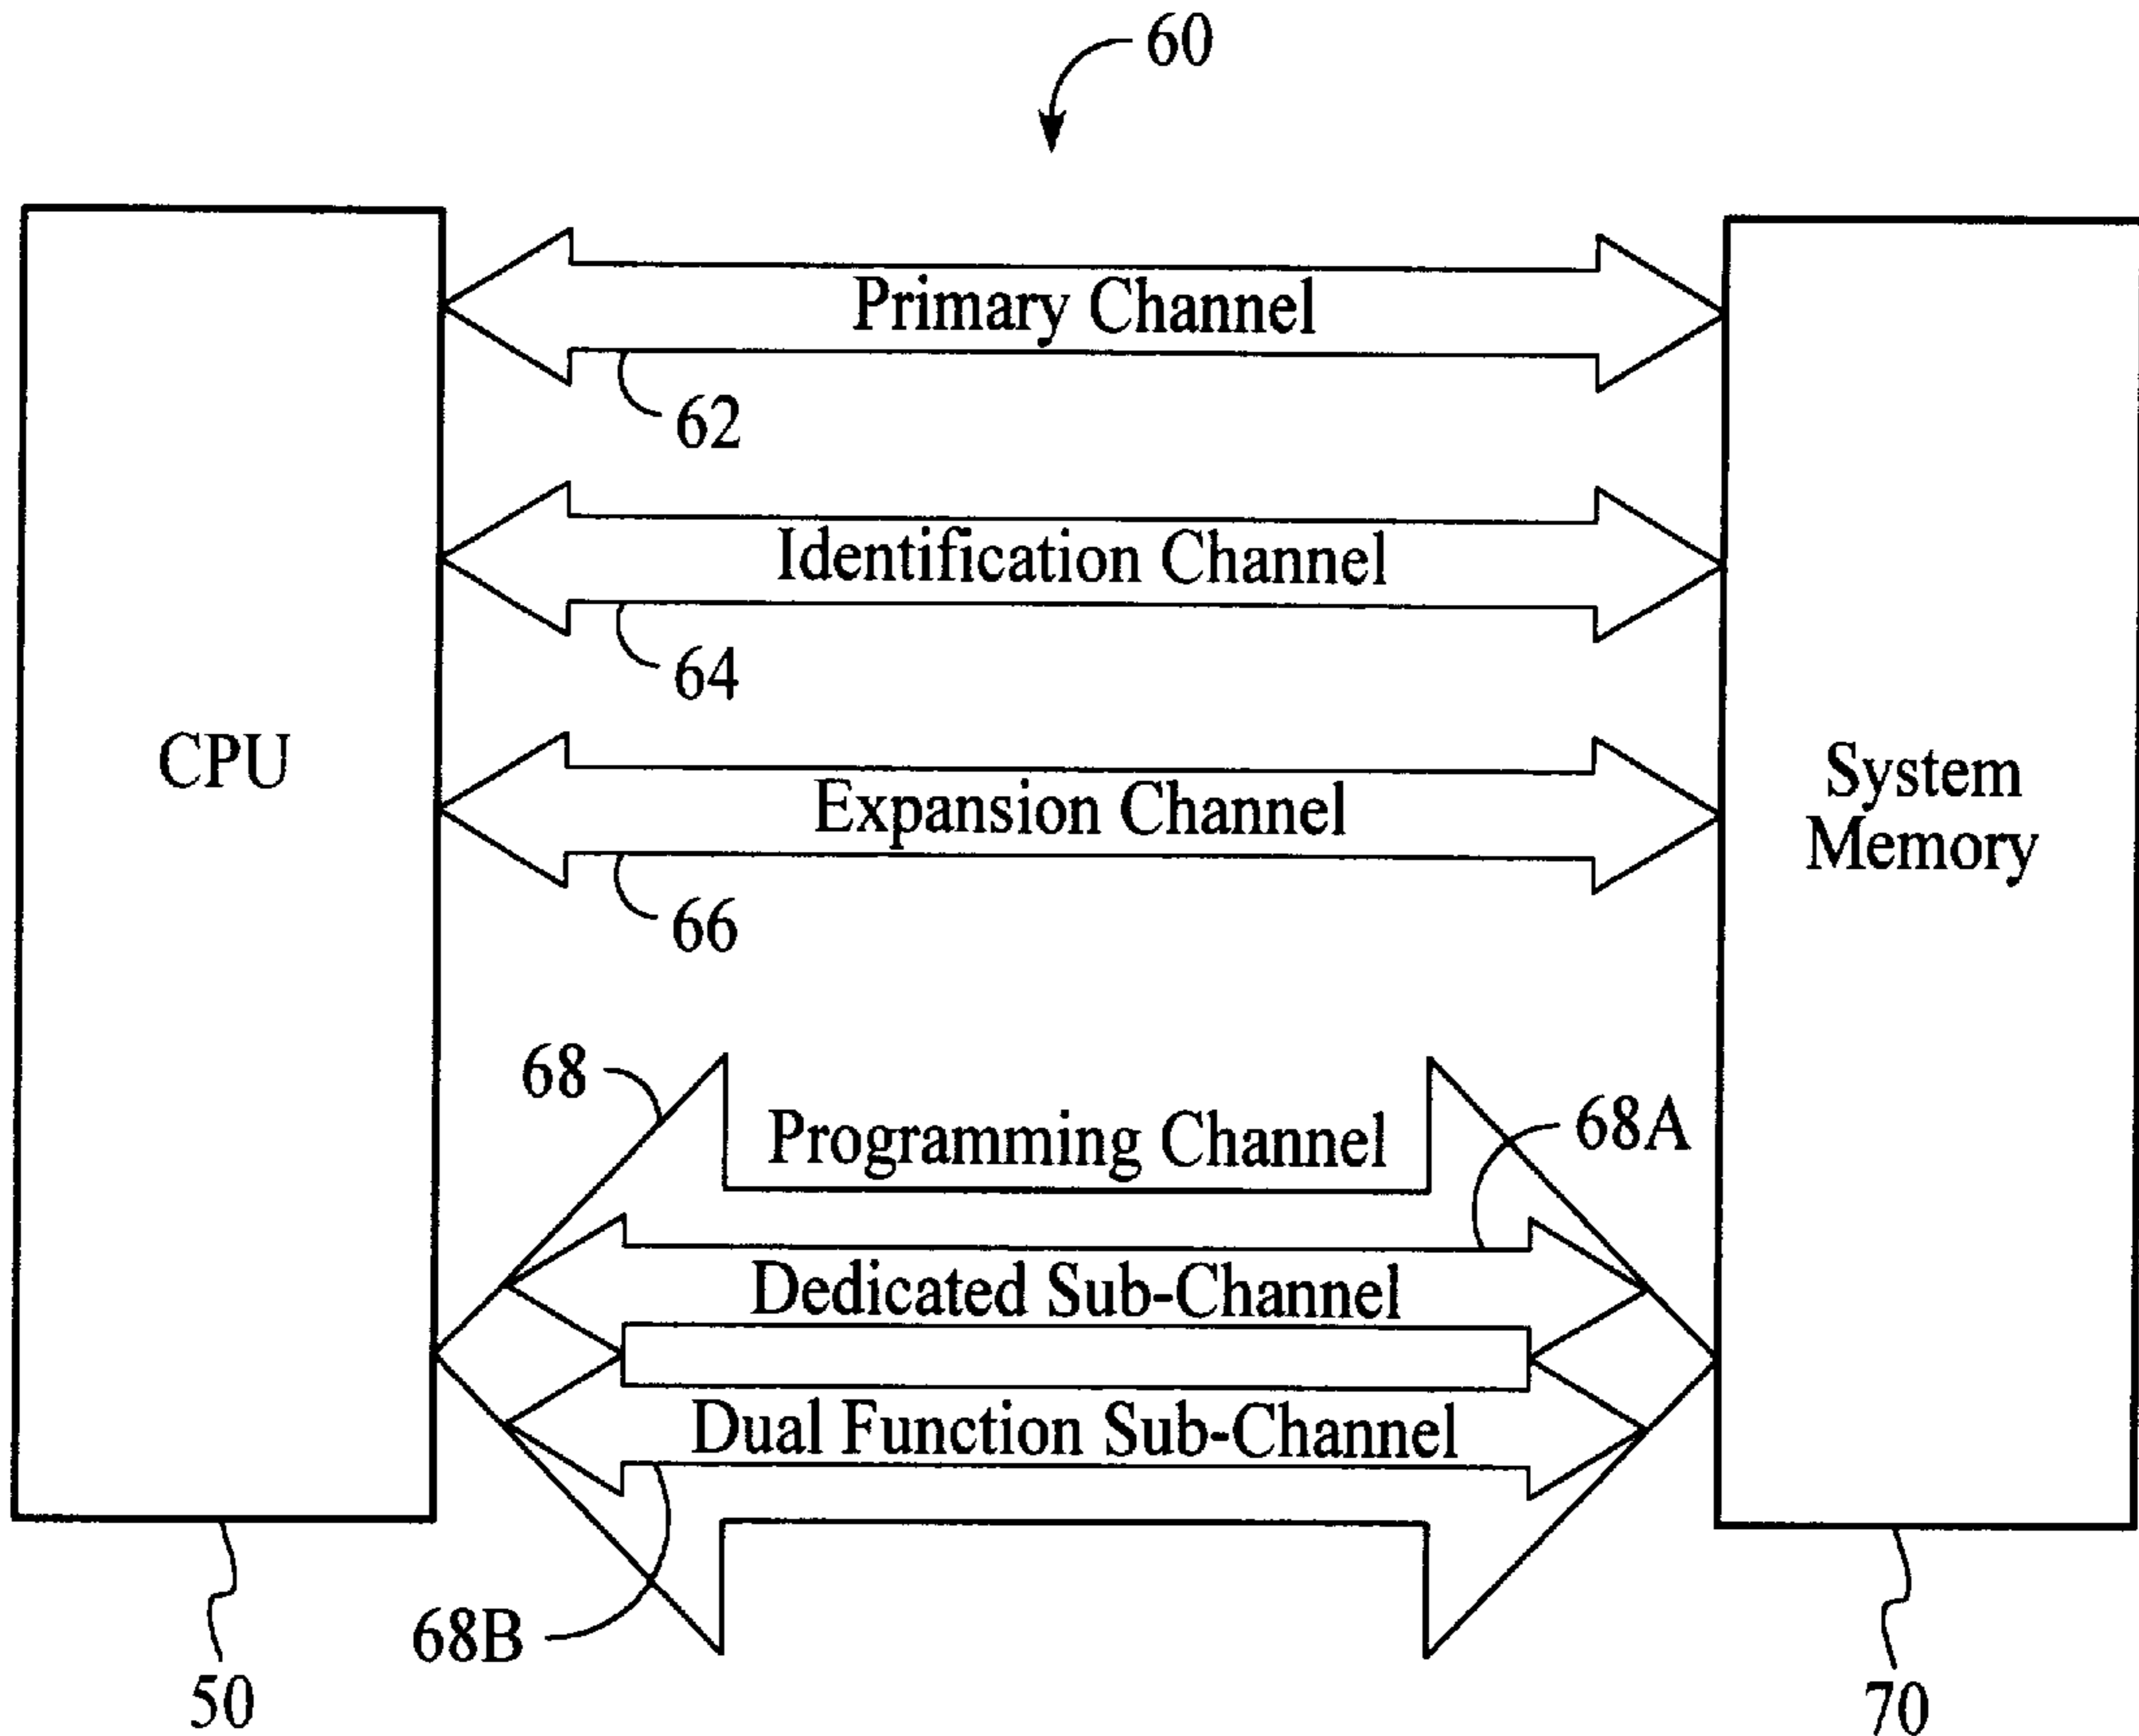 60
Primary Channel
62
Identification Channel
64
CPU
System
Memory
Expansion Channel
66
68
Programming Channel
68A
Dedicated Sub-Channel
Dual Function Sub-Channel
68B
50
70